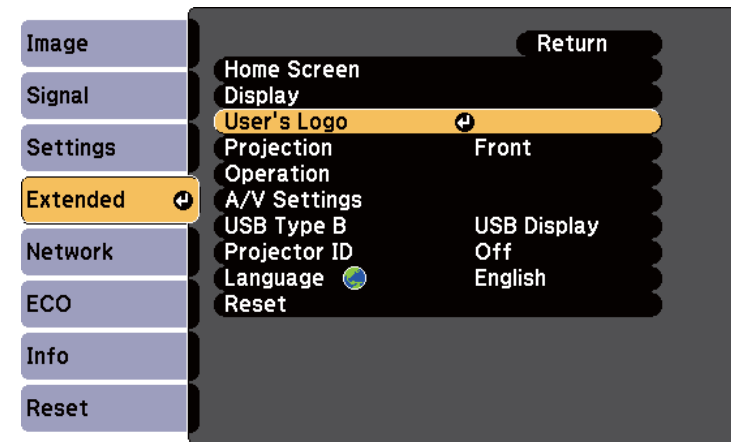 Image
Signal
Settings
Extended
Network
ECO
Info
Reset
Return
Home Screen
Display
User's Logo
Projection Front
Operation
A/V Settings
USB Type B USB Display
Projector ID Off
Language English
Reset